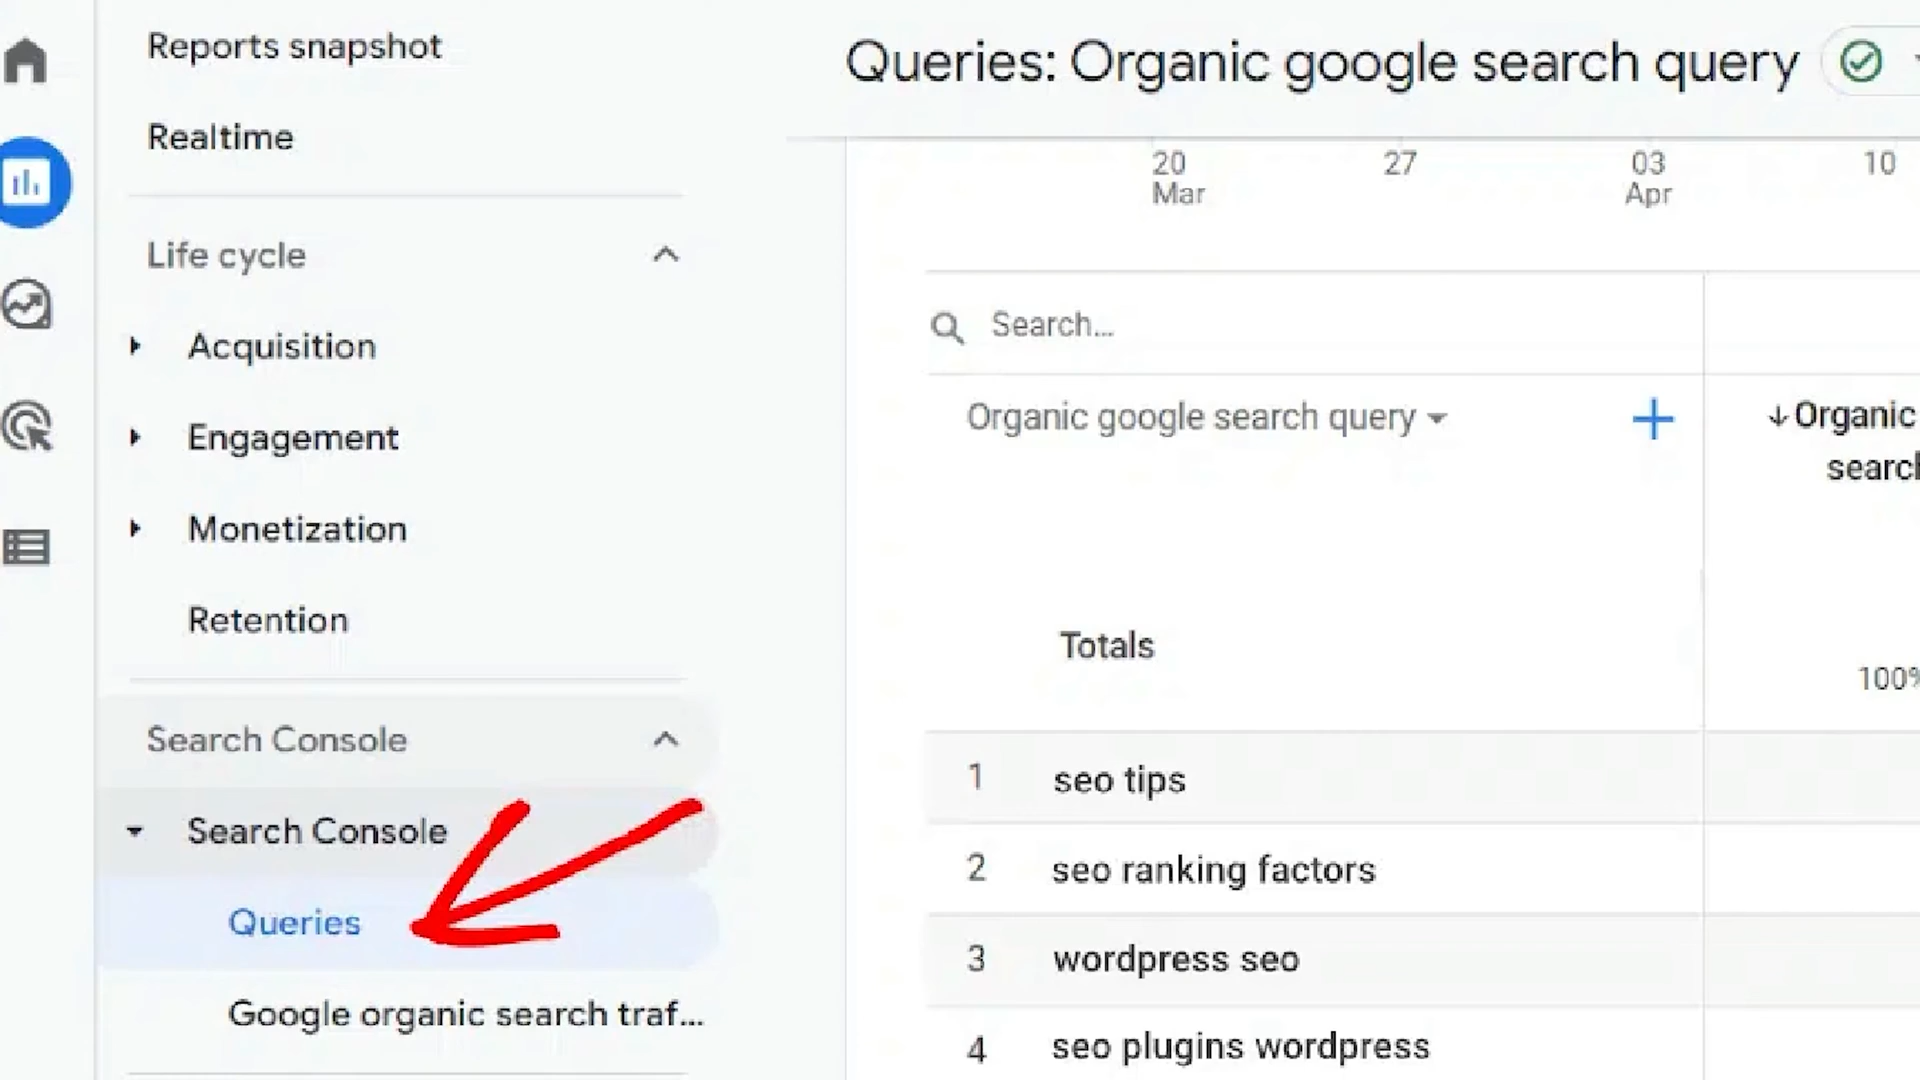 Reports snapshot
Realtime
Life cycle
Acquisition
Engagement
Monetization
Retention
Search Console
Search Console
Queries
Google organic search traf...
Queries: Organic google search query
20 27 03 10
Mar Apr
Search...
Organic google search query
Organic
search
Totals
100%
1 seo tips
2 seo ranking factors
3 wordpress seo
4 seo plugins wordpress